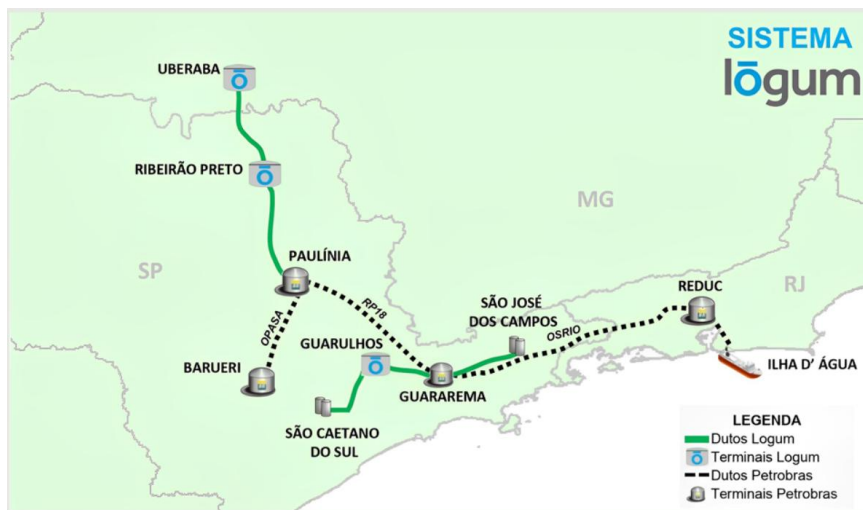 SISTEMA
lōgum
UBERABA
RIBEIRÃO PRETO
MG
SP
PAULÍNIA
RJ
REDUC
SÃO JOSÉ
DOS CAMPOS
RP18
OSRIO
OPASA
GUARULHOS
BARUERI
ILHA D' ÁGUA
GUARAREMA
SÃO CAETANO
DO SUL
LEGENDA
Dutos Logum
Terminais Logum
Dutos Petrobras
Terminais Petrobras